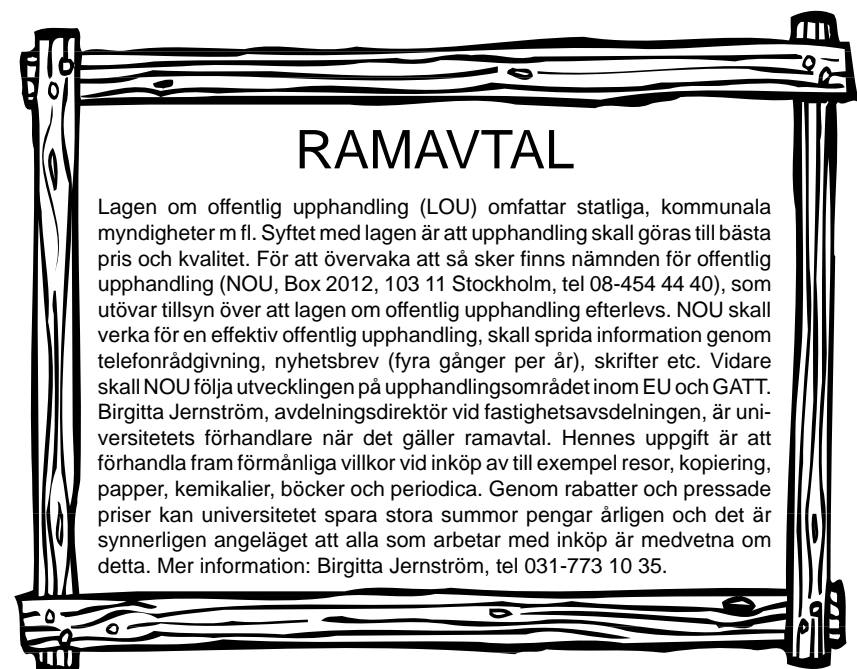 RAMAVTAL
Lagen om offentlig upphandling (LOU) omfattar statliga, kommunala
myndigheter m fl. Syftet med lagen är att upphandling skall göras till bästa
pris och kvalitet. För att övervaka att så sker finns nämnden för offentlig
upphandling (NOU, Box 2012, 103 11 Stockholm, tel 08-454 44 40), som
utövar tillsyn över att lagen om offentlig upphandling efterlevs. NOU skall
verka för en effektiv offentlig upphandling, skall sprida information genom
telefonrådgivning, nyhetsbrev (fyra gånger per år), skrifter etc. Vidare
skall NOU följa utvecklingen på upphandlingsområdet inom EU och GATT.
Birgitta Jernström, avdelningsdirektör vid fastighetsavsdelningen, är uni-
versitetets förhandlare när det gäller ramavtal. Hennes uppgift är att
förhandla fram förmånliga villkor vid inköp av till exempel resor, kopiering,
papper, kemikalier, böcker och periodica. Genom rabatter och pressade
priser kan universitetet spara stora summor pengar årligen och det är
synnerligen angeläget att alla som arbetar med inköp är medvetna om
detta. Mer information: Birgitta Jernström, tel 031-773 10 35.